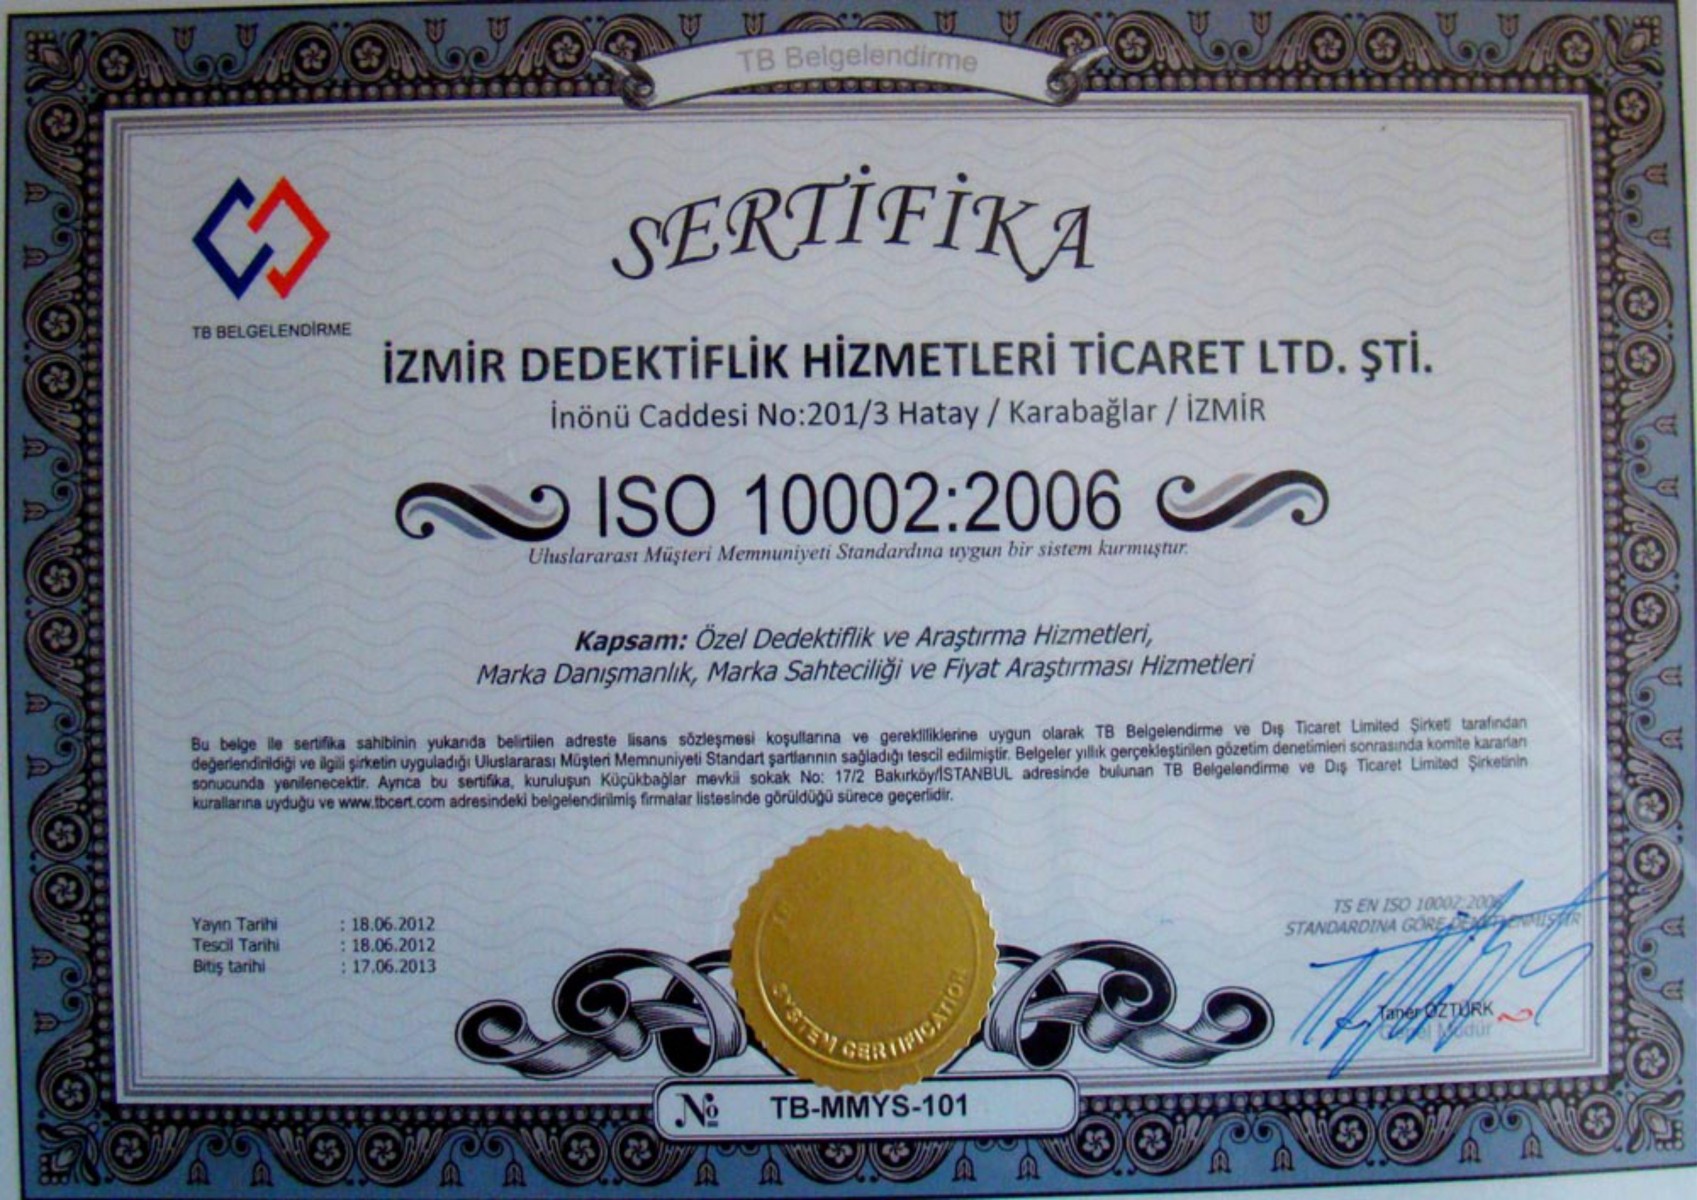 TB Belgelendirme
SERTİFİKA
TB BELGELENDİRME
İZMİR DEDEKTİFLİK HİZMETLERİ TİCARET LTD. ŞTİ.
İnönü Caddesi No:201/3 Hatay / Karabağlar / İZMİR
ISO 10002:2006
Uluslararası Müşteri Memnuniyeti Standardına uygun bir sistem kurmuştur.
Kapsam: Özel Dedektiflik ve Araştırma Hizmetleri,
Marka Danışmanlık, Marka Sahteciliği ve Fiyat Araştırması Hizmetleri
Bu belge ile sertifika sahibinin yukarıda belirtilen adreste lisans sözleşmesi koşullarına ve gerekliliklerine uygun olarak TB Belgelendirme ve Dış Ticaret Limited Şirketi tarafından
değerlendirildiği ve ilgili şirketin uyguladığı Uluslararası Müşteri Memnuniyeti Standart şartlarının sağladığı tescil edilmiştir. Belgeler yıllık gerçekleştirilen gözetim denetimleri sonrasında komite kararları
sonucunda yenilenecektir. Ayrıca bu sertifika, kuruluşun Küçükbağlar mevkii sokak No: 17/2 Bakırköy/İSTANBUL adresinde bulunan TB Belgelendirme ve Dış Ticaret Limited Şirketinin
kurallarına uyduğu ve www.tbcert.com adresindeki belgelendirilmiş firmalar listesinde görüldüğü sürece geçerlidir.
Yayın Tarihi : 18.06.2012
Tescil Tarihi : 18.06.2012
Bitiş tarihi : 17.06.2013
TS EN ISO 10002:2006
STANDARDINA GÖRE DENETLENMİŞTİR
Taner ÖZTÜRK
Genel Müdür
SYSTEM CERTIFICATION
No TB-MMYS-101